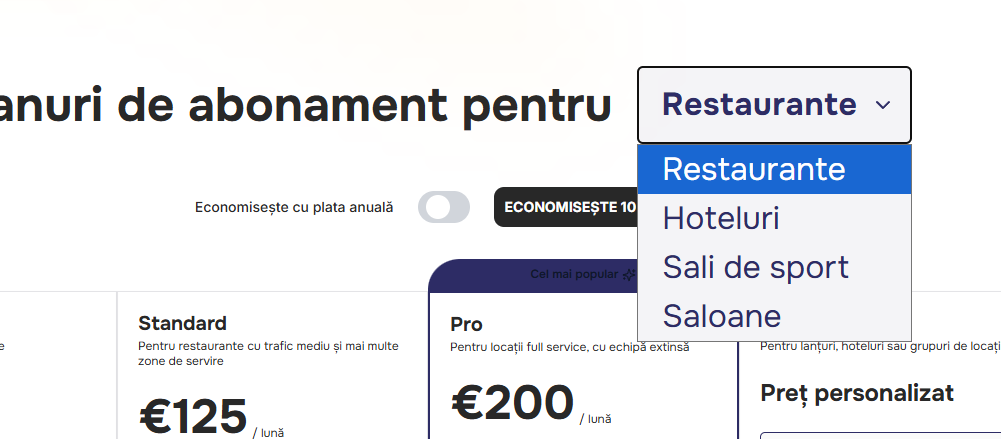 anuri de abonament pentru
Restaurante
Restaurante
Hoteluri
Sali de sport
Saloane
Economisește cu plata anuală
ECONOMISEȘTE 10
Cel mai popular
e
Standard
Pentru restaurante cu trafic mediu și mai multe
zone de servire
€125 / lună
Pro
Pentru locații full service, cu echipă extinsă
€200 / lună
Pentru lanțuri, hoteluri sau grupuri de locați
Preț personalizat